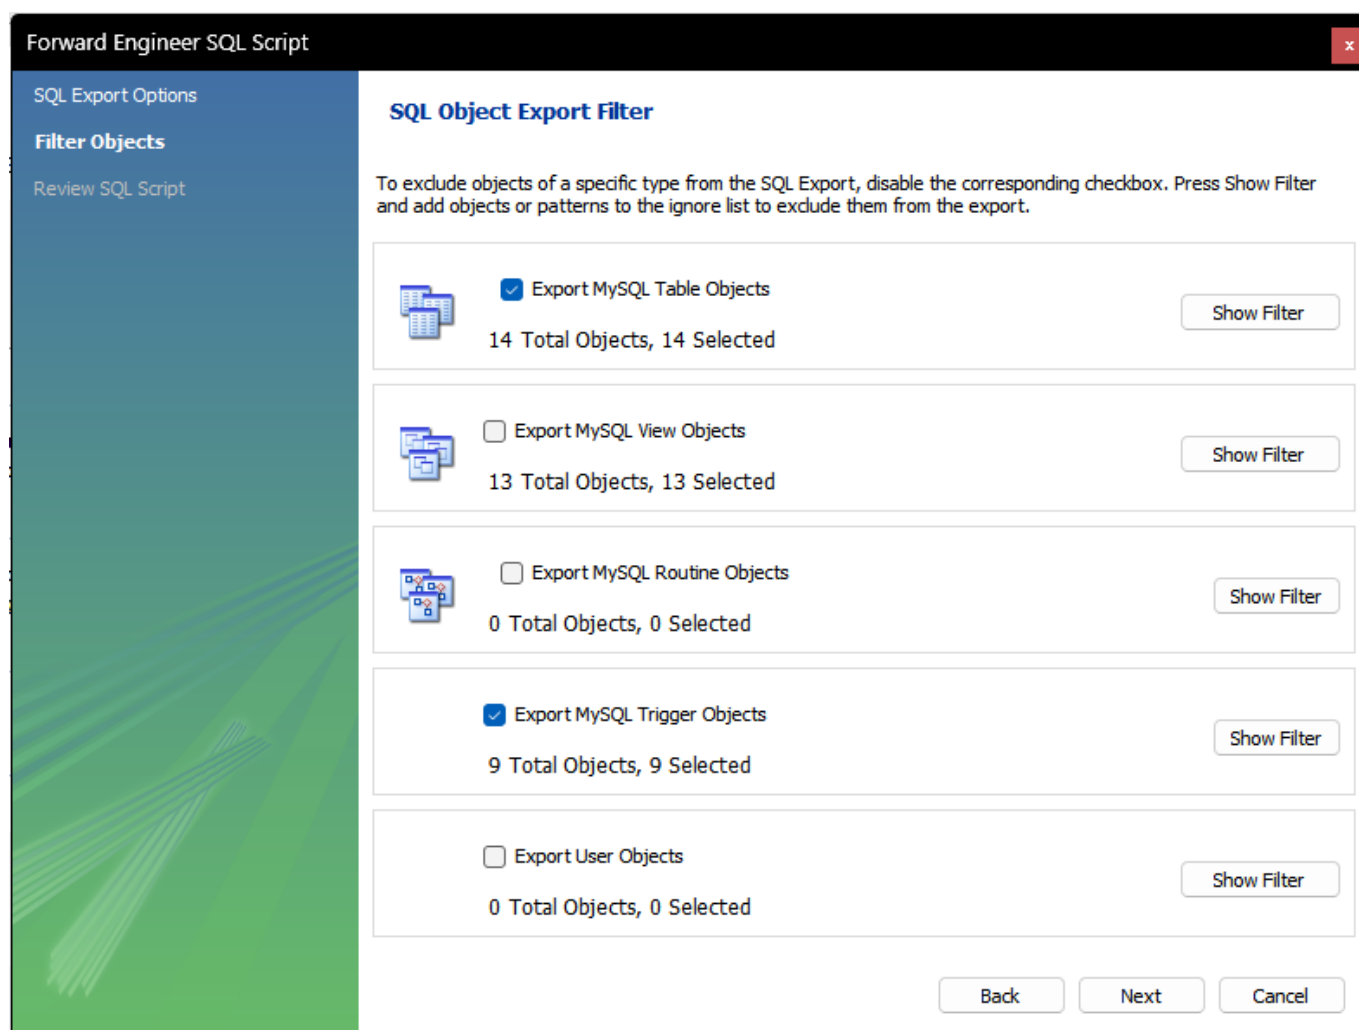 Forward Engineer SQL Script
x
SQL Export Options
Filter Objects
Review SQL Script
SQL Object Export Filter
To exclude objects of a specific type from the SQL Export, disable the corresponding checkbox. Press Show Filter
and add objects or patterns to the ignore list to exclude them from the export.
Export MySQL Table Objects
Show Filter
14 Total Objects, 14 Selected
Export MySQL View Objects
Show Filter
13 Total Objects, 13 Selected
Export MySQL Routine Objects
Show Filter
0 Total Objects, 0 Selected
Export MySQL Trigger Objects
Show Filter
9 Total Objects, 9 Selected
Export User Objects
Show Filter
0 Total Objects, 0 Selected
Back
Next
Cancel